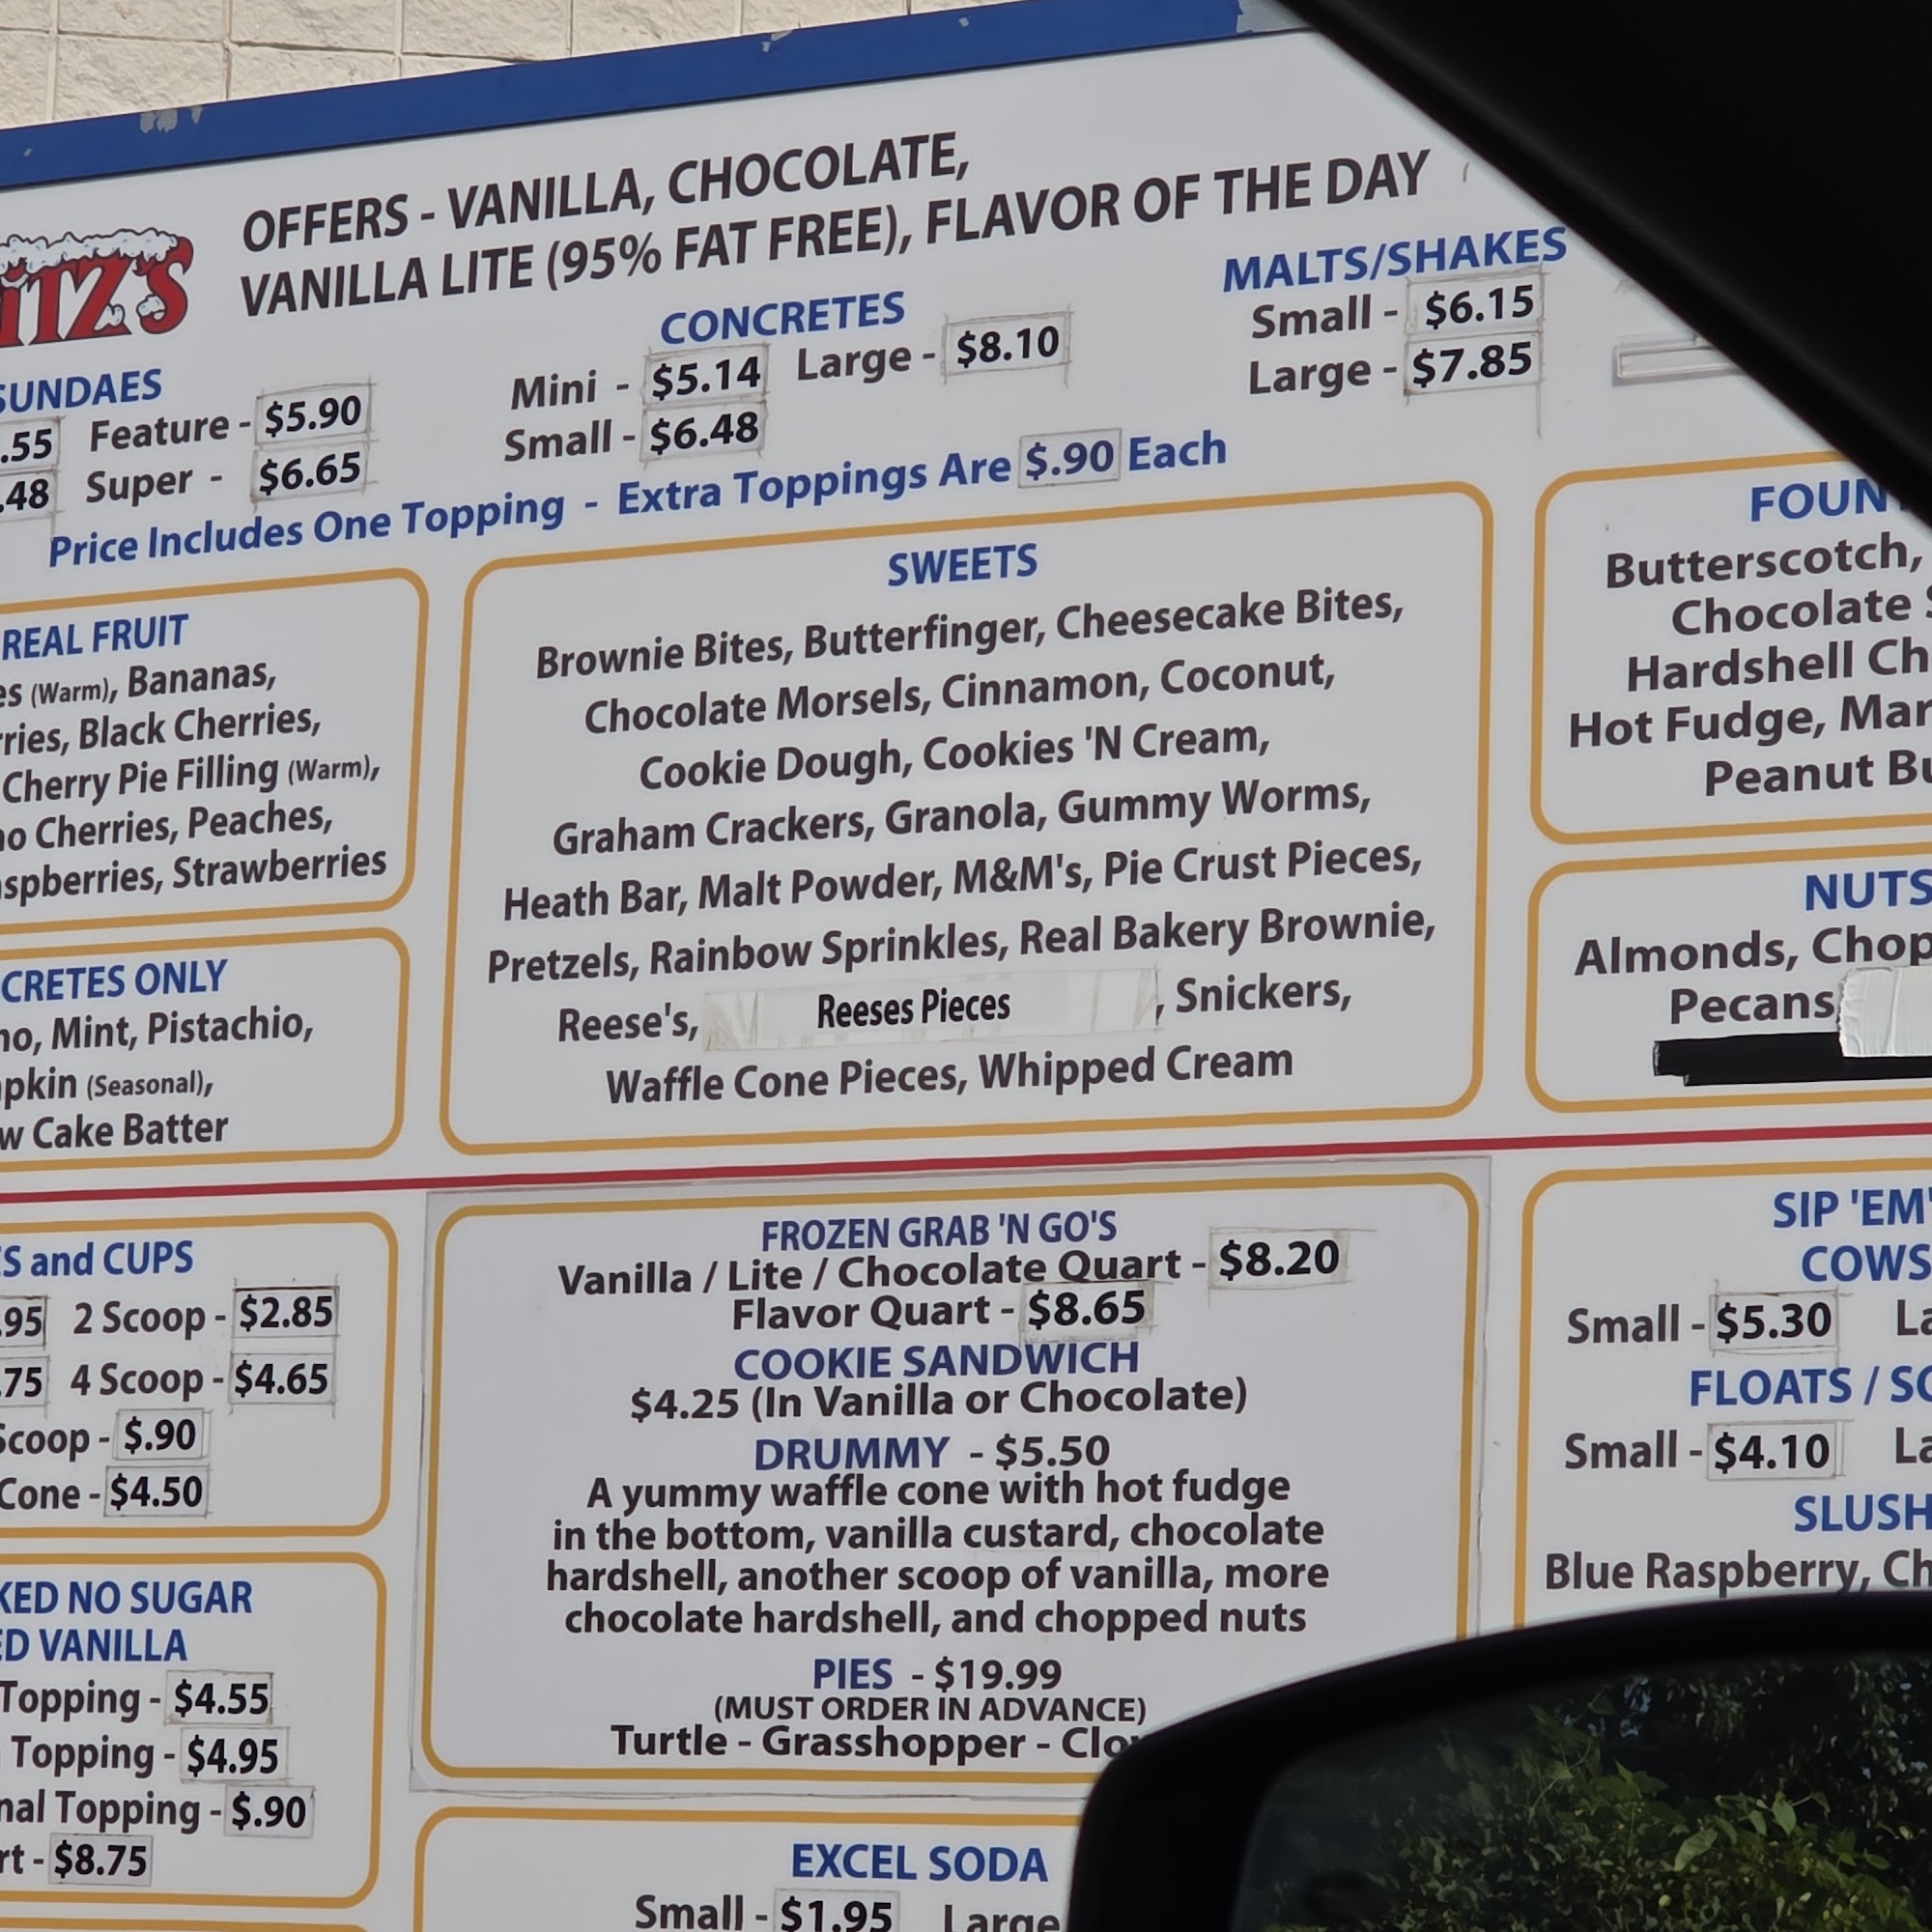 OFFERS - VANILLA, CHOCOLATE,
VANILLA LITE (95% FAT FREE), FLAVOR OF THE DAY
SUNDAES
.55 Feature - $5.90
.48 Super - $6.65
CONCRETES
Mini - $5.14 Large - $8.10
Small - $6.48
MALTS/SHAKES
Small - $6.15
Large - $7.85
Price Includes One Topping - Extra Toppings Are $.90 Each
REAL FRUIT
(Warm), Bananas,
Black Cherries,
Cherry Pie Filling (Warm),
Cherries, Peaches,
Strawberries
ONLY
Mint, Pistachio,
(Seasonal),
Cake Batter
SWEETS
Brownie Bites, Butterfinger, Cheesecake Bites,
Chocolate Morsels, Cinnamon, Coconut,
Cookie Dough, Cookies 'N Cream,
Graham Crackers, Granola, Gummy Worms,
Heath Bar, Malt Powder, M&M's, Pie Crust Pieces,
Pretzels, Rainbow Sprinkles, Real Bakery Brownie,
Reese's, Reeses Pieces , Snickers,
Waffle Cone Pieces, Whipped Cream
Butterscotch,
Chocolate
Hardshell
Hot Fudge,
Peanut
NUTS
Almonds,
Pecans
and CUPS
.95 2 Scoop - $2.85
.75 4 Scoop - $4.65
Scoop - $.90
Cone - $4.50
NO SUGAR
VANILLA
Topping - $4.55
Topping - $4.95
Topping - $.90
$8.75
FROZEN GRAB 'N GO'S
Vanilla / Lite / Chocolate Quart - $8.20
Flavor Quart - $8.65
COOKIE SANDWICH
$4.25 (In Vanilla or Chocolate)
DRUMMY - $5.50
A yummy waffle cone with hot fudge
in the bottom, vanilla custard, chocolate
hardshell, another scoop of vanilla, more
chocolate hardshell, and chopped nuts
PIES - $19.99
(MUST ORDER IN ADVANCE)
Turtle - Grasshopper -
SIP 'EM'
COWS
Small - $5.30
FLOATS /
Small - $4.10
SLUSH
Blue Raspberry,
EXCEL SODA
Small - $1.95 Large